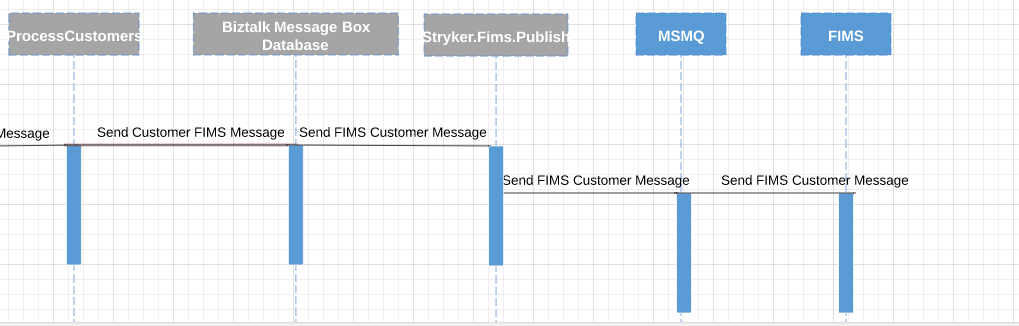 ProcessCustomers
Biztalk Message Box
Database
Stryker.Fims.Publish
MSMQ
FIMS
Message
Send Customer FIMS Message
Send FIMS Customer Message
Send FIMS Customer Message
Send FIMS Customer Message